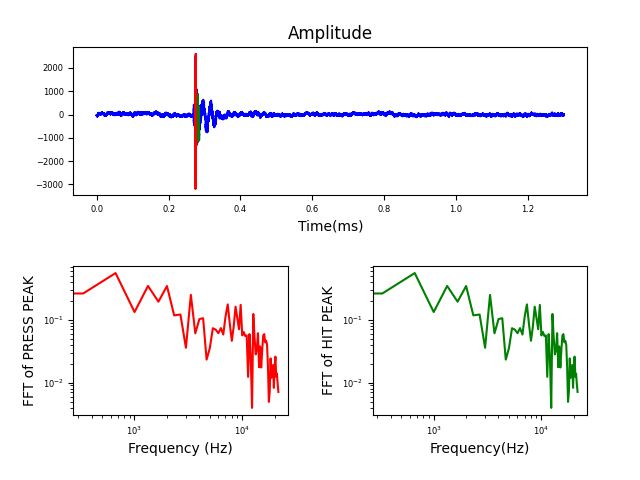 Amplitude
2000
1000
0
−1000
−2000
−3000
0.0 0.2 0.4 0.6 0.8 1.0 1.2
Time(ms)
FFT of PRESS PEAK
10⁻¹
10⁻²
10³ 10⁴
Frequency (Hz)
FFT of HIT PEAK
10⁻¹
10⁻²
10³ 10⁴
Frequency(Hz)